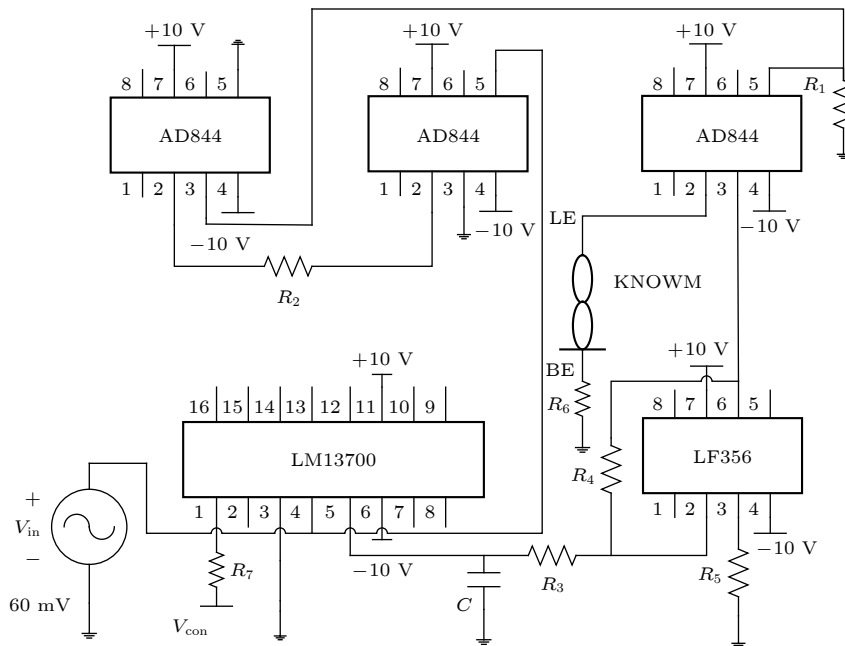 +10 V
+10 V
+10 V
8 7 6 5
8 7 6 5
8 7 6 5
R1
AD844
AD844
AD844
1 2 3 4
1 2 3 4
1 2 3 4
−10 V
−10 V
−10 V
LE
R2
KNOWM
+10 V
+10 V
BE
R6
16 15 14 13 12 11 10 9
8 7 6 5
LM13700
R4
LF356
+
Vin
−
1 2 3 4 5 6 7 8
1 2 3 4
−10 V
−10 V
R7
R3
R5
60 mV
C
Vcon